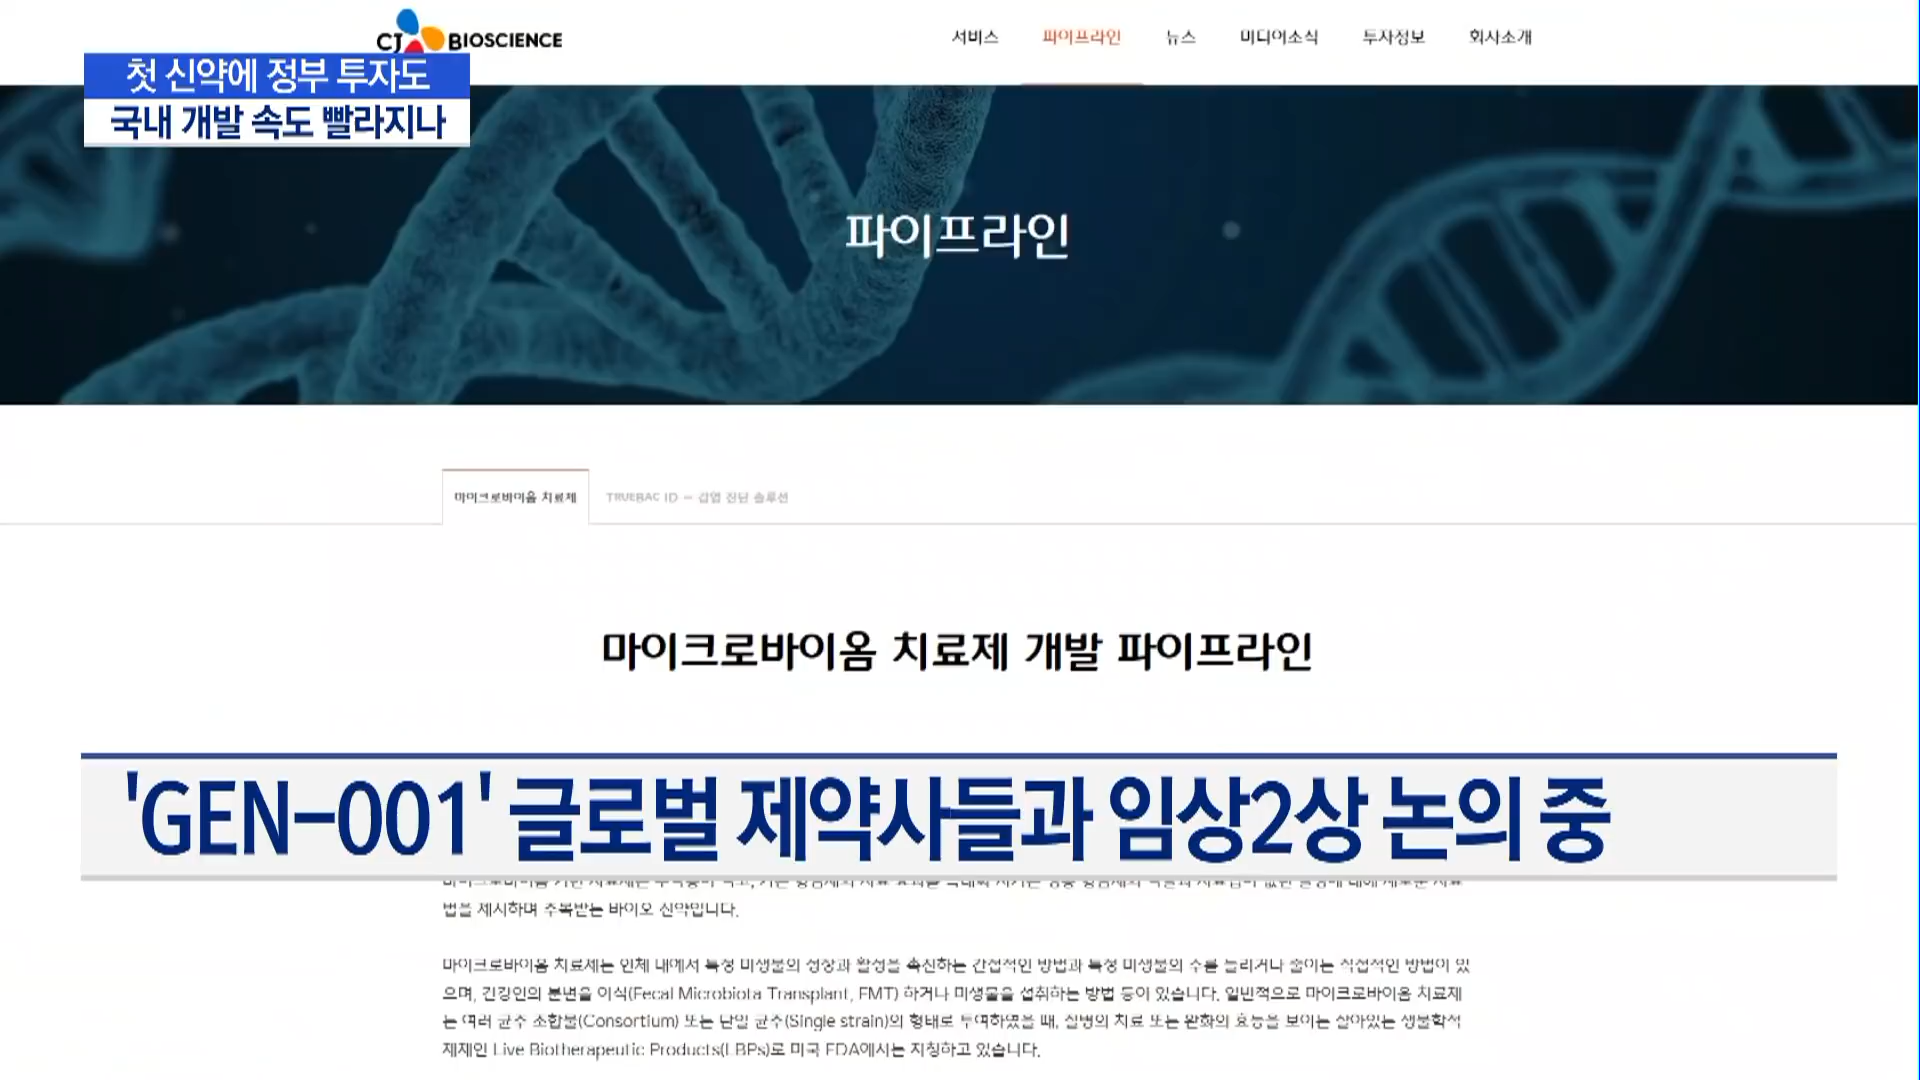 CJ BIOSCIENCE
서비스 파이프라인 뉴스 미디어소식 투자정보 회사소개
첫 신약에 정부 투자도
국내 개발 속도 빨라지나
파이프라인
마이크로바이옴 치료제 TRUEBAC ID - 감염 진단 솔루션
마이크로바이옴 치료제 개발 파이프라인
'GEN-001' 글로벌 제약사들과 임상2상 논의 중
법을 제시하며 주목받는 바이오 신약입니다.
마이크로바이옴 치료제는 인체 내에서 특정 미생물의 성장과 활성을 촉진하는 간접적인 방법과 특정 미생물의 수를 늘리거나 줄이는 직접적인 방법이 있
으며, 건강인의 분변을 이식(Fecal Microbiota Transplant, FMT) 하거나 미생물을 섭취하는 방법 등이 있습니다. 일반적으로 마이크로바이옴 치료제
는 여러 균주 조합물(Consortium) 또는 단일 균주(Single strain)의 형태로 투여하였을 때, 질병의 치료 또는 완화의 효능을 보이는 살아있는 생물학적
제제인 Live Biotherapeutic Products(LBPs)로 미국 FDA에서는 지칭하고 있습니다.